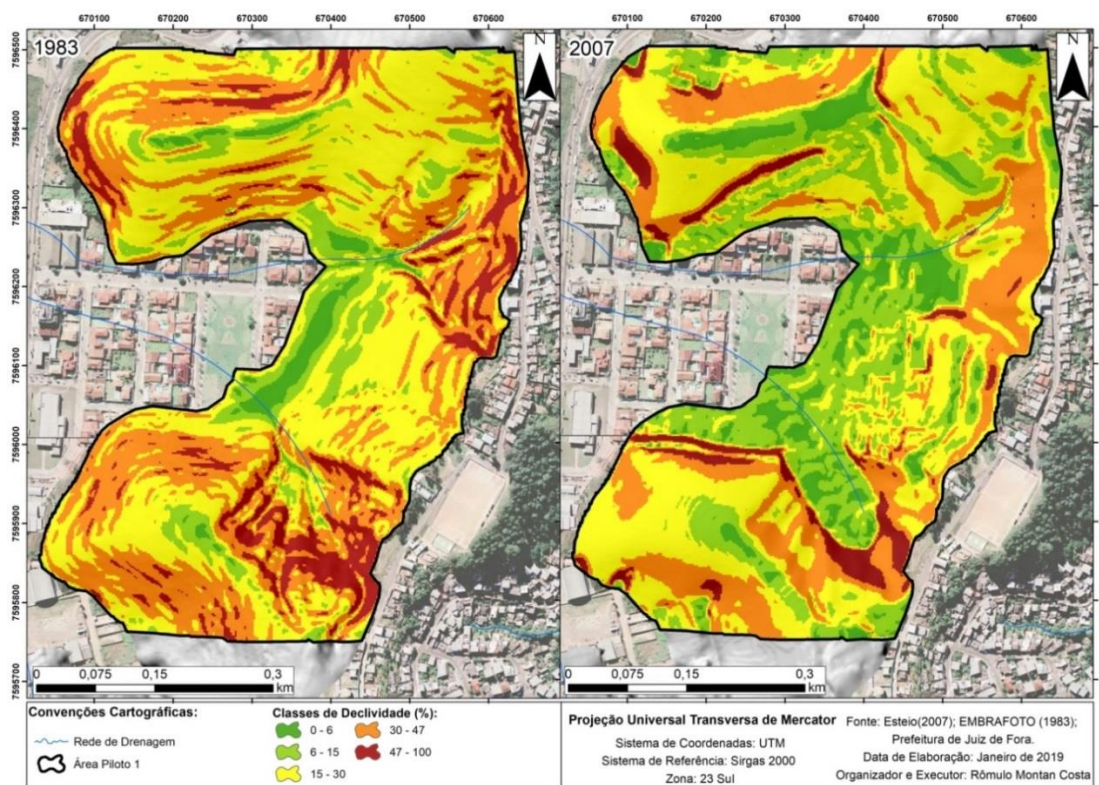 670100 670200 670300 670400 670500 670600
670100 670200 670300 670400 670500 670600
1983
N
2007
N
7596500
7596400
7596300
7596200
7596100
7596000
7595900
7595800
7595700
0 0,075 0,15 0,3
km
0 0,075 0,15 0,3
km
Convenções Cartográficas:
Rede de Drenagem
Área Piloto 1
Classes de Declividade (%):
0 - 6
6 - 15
15 - 30
30 - 47
47 - 100
Projeção Universal Transversa de Mercator
Sistema de Coordenadas: UTM
Sistema de Referência: Sirgas 2000
Zona: 23 Sul
Fonte: Esteio(2007); EMBRAFOTO (1983);
Prefeitura de Juiz de Fora.
Data de Elaboração: Janeiro de 2019
Organizador e Executor: Rômulo Montan Costa